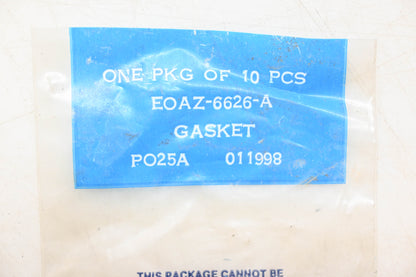 ONE PKG OF 10 PCS
EOAZ-6626-A
GASKET
PO25A 011998
THIS PACKAGE CANNOT BE